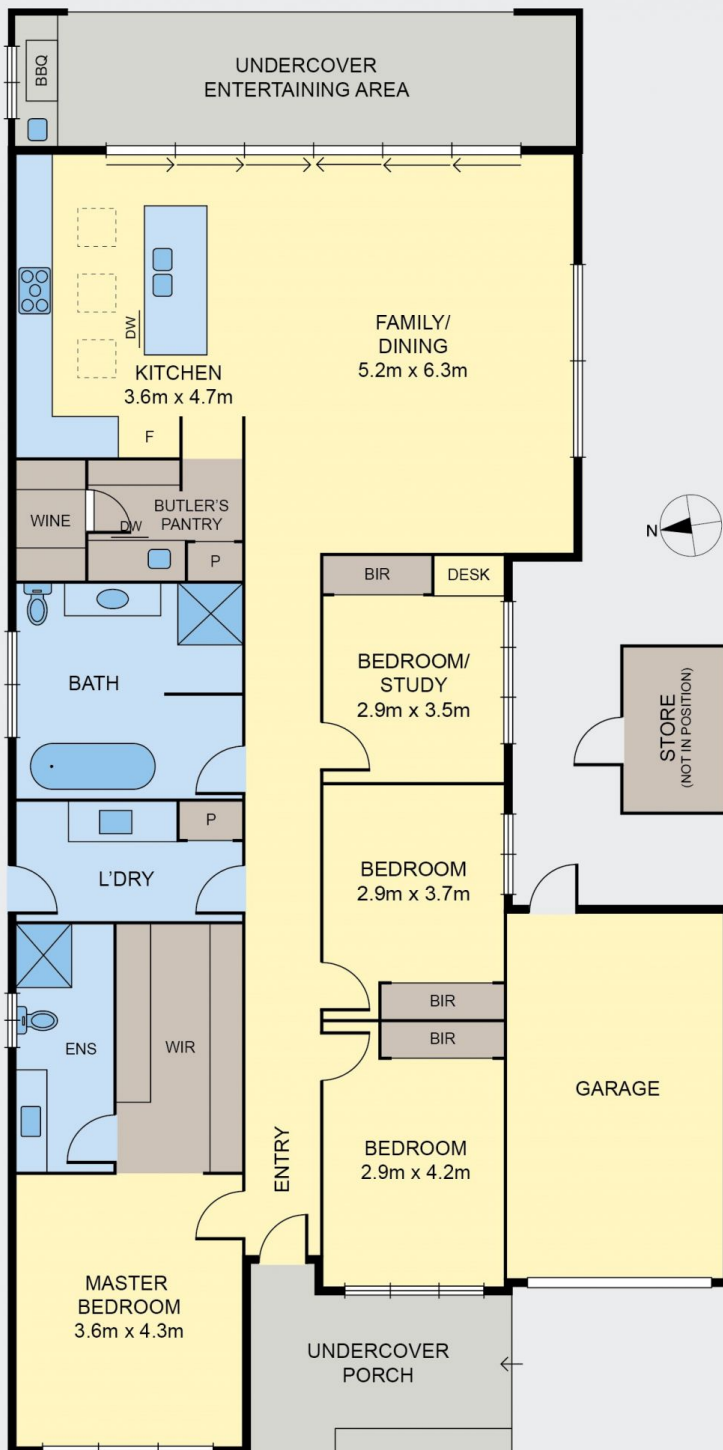 BBQ
UNDERCOVER
ENTERTAINING AREA
DW
KITCHEN
3.6m x 4.7m
FAMILY/
DINING
5.2m x 6.3m
F
WINE
DW
BUTLER'S
PANTRY
P
N
BIR
DESK
BATH
BEDROOM/
STUDY
2.9m x 3.5m
STORE
(NOT IN POSITION)
P
L'DRY
BEDROOM
2.9m x 3.7m
BIR
BIR
ENS
WIR
GARAGE
ENTRY
BEDROOM
2.9m x 4.2m
MASTER
BEDROOM
3.6m x 4.3m
UNDERCOVER
PORCH